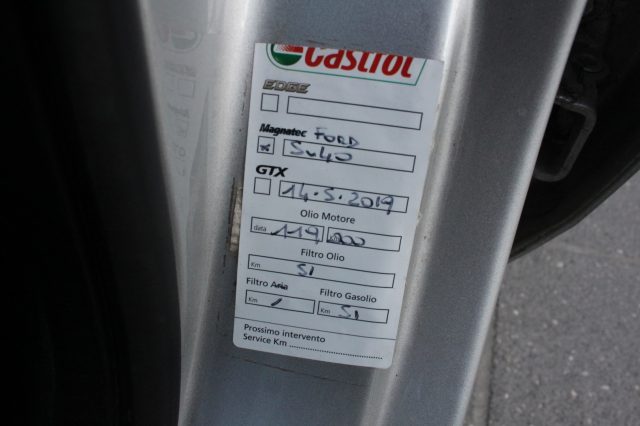 Castrol
EDGE
Magnatec FORD
x 5w40
GTX
14.5.2019
Olio Motore
data 119 Km 000
Filtro Olio
Km SI
Filtro Aria Filtro Gasolio
Km / Km SI
Prossimo intervento
Service Km ........................